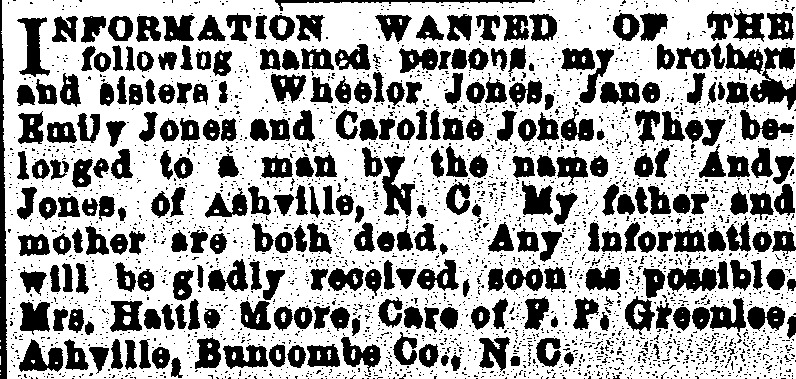 INFORMATION WANTED OF THE
following named persons, my brothers
and sisters: Wheelor Jones, Jane Jones,
Emily Jones and Caroline Jones. They be-
longed to a man by the name of Andy
Jones, of Ashville, N. C. My father and
mother are both dead. Any information
will be gladly received, soon as possible.
Mrs. Hattie Moore, Care of F. P. Greenlee,
Ashville, Buncombe Co., N. C.